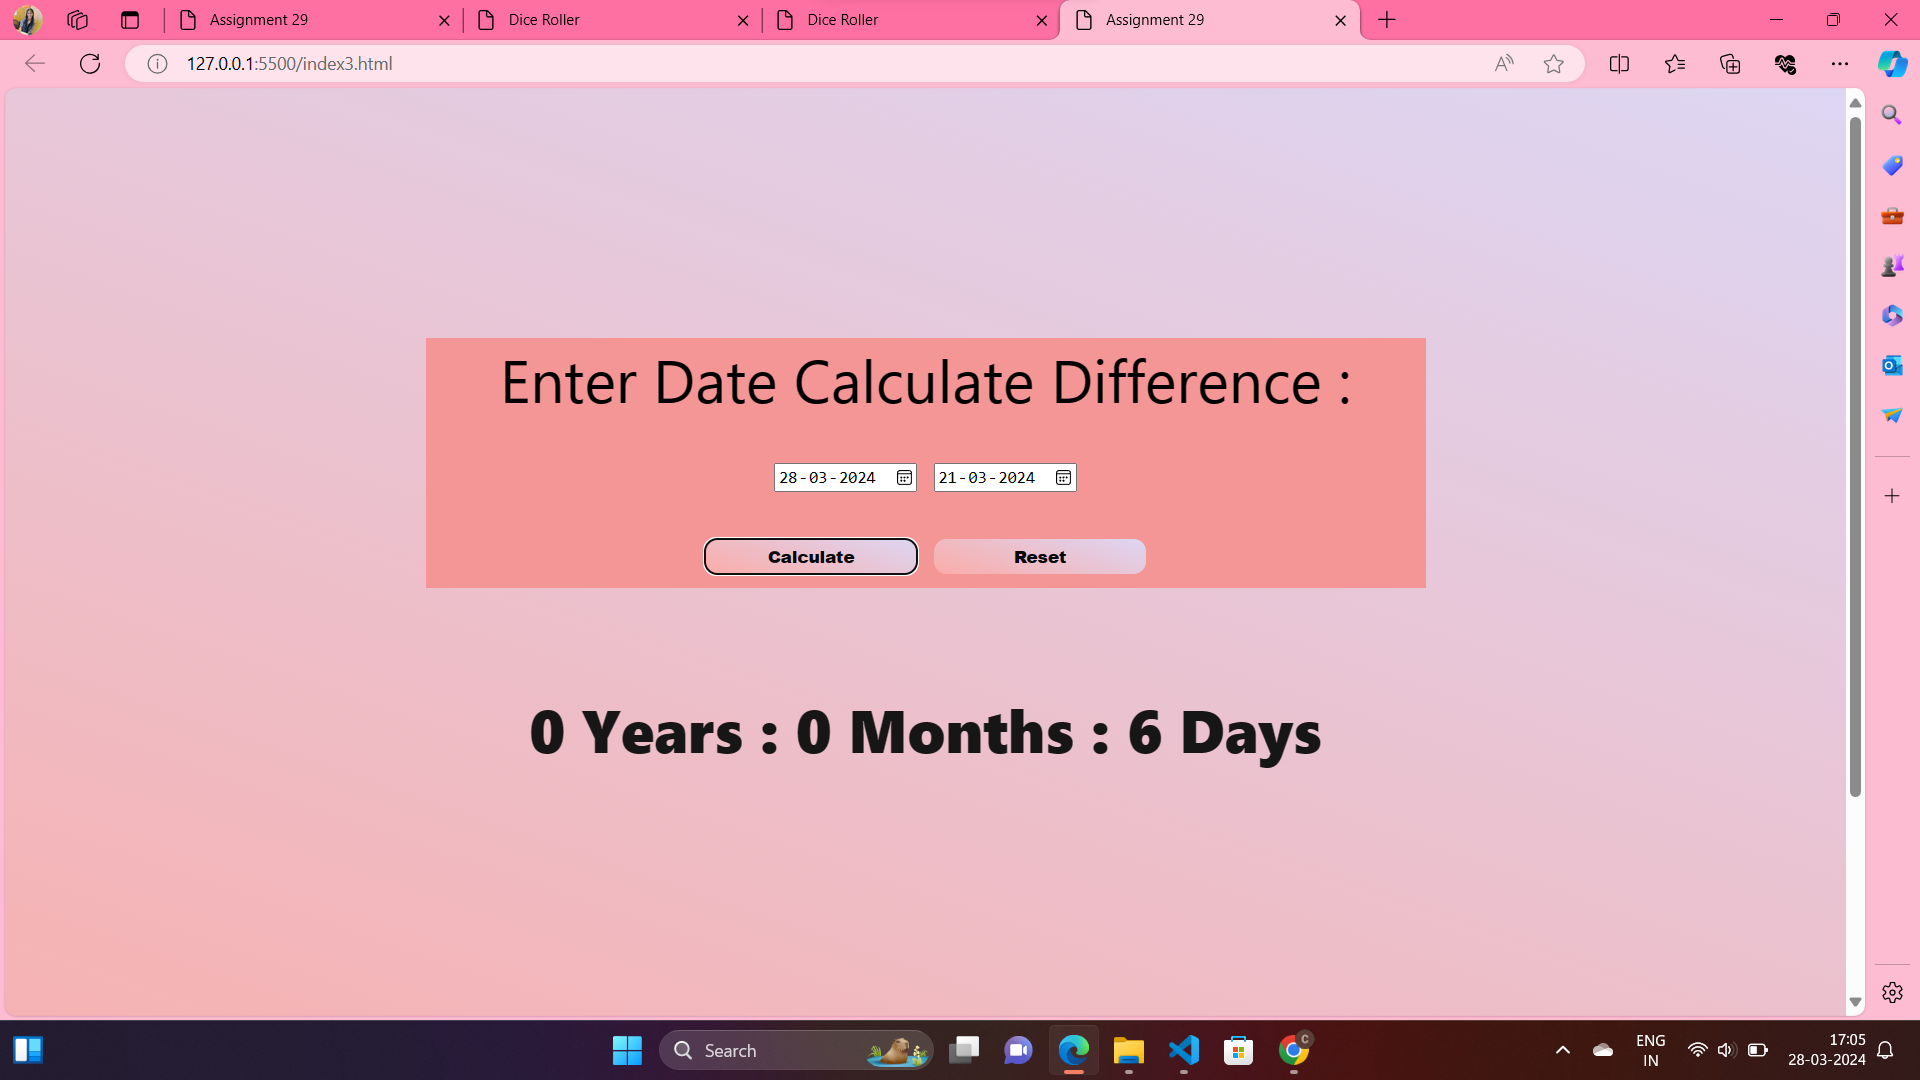 Assignment 29
Dice Roller
Dice Roller
Assignment 29
127.0.0.1:5500/index3.html
Enter Date Calculate Difference :
28-03-2024 21-03-2024
Calculate Reset
0 Years : 0 Months : 6 Days
Search
C
ENG
IN
17:05
28-03-2024